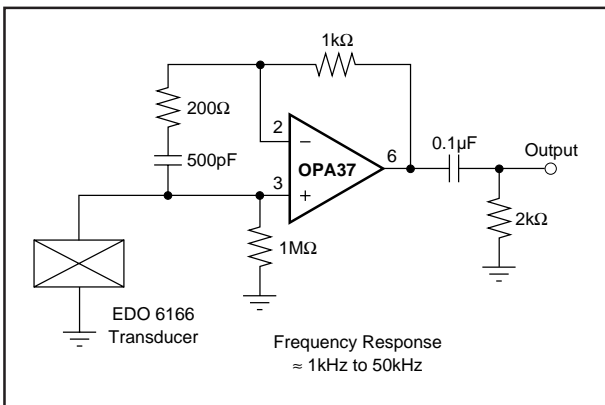 1kΩ
200Ω
2
0.1µF
Output
500pF
−
6
OPA37
3
+
2kΩ
1MΩ
EDO 6166
Transducer
Frequency Response
≈ 1kHz to 50kHz